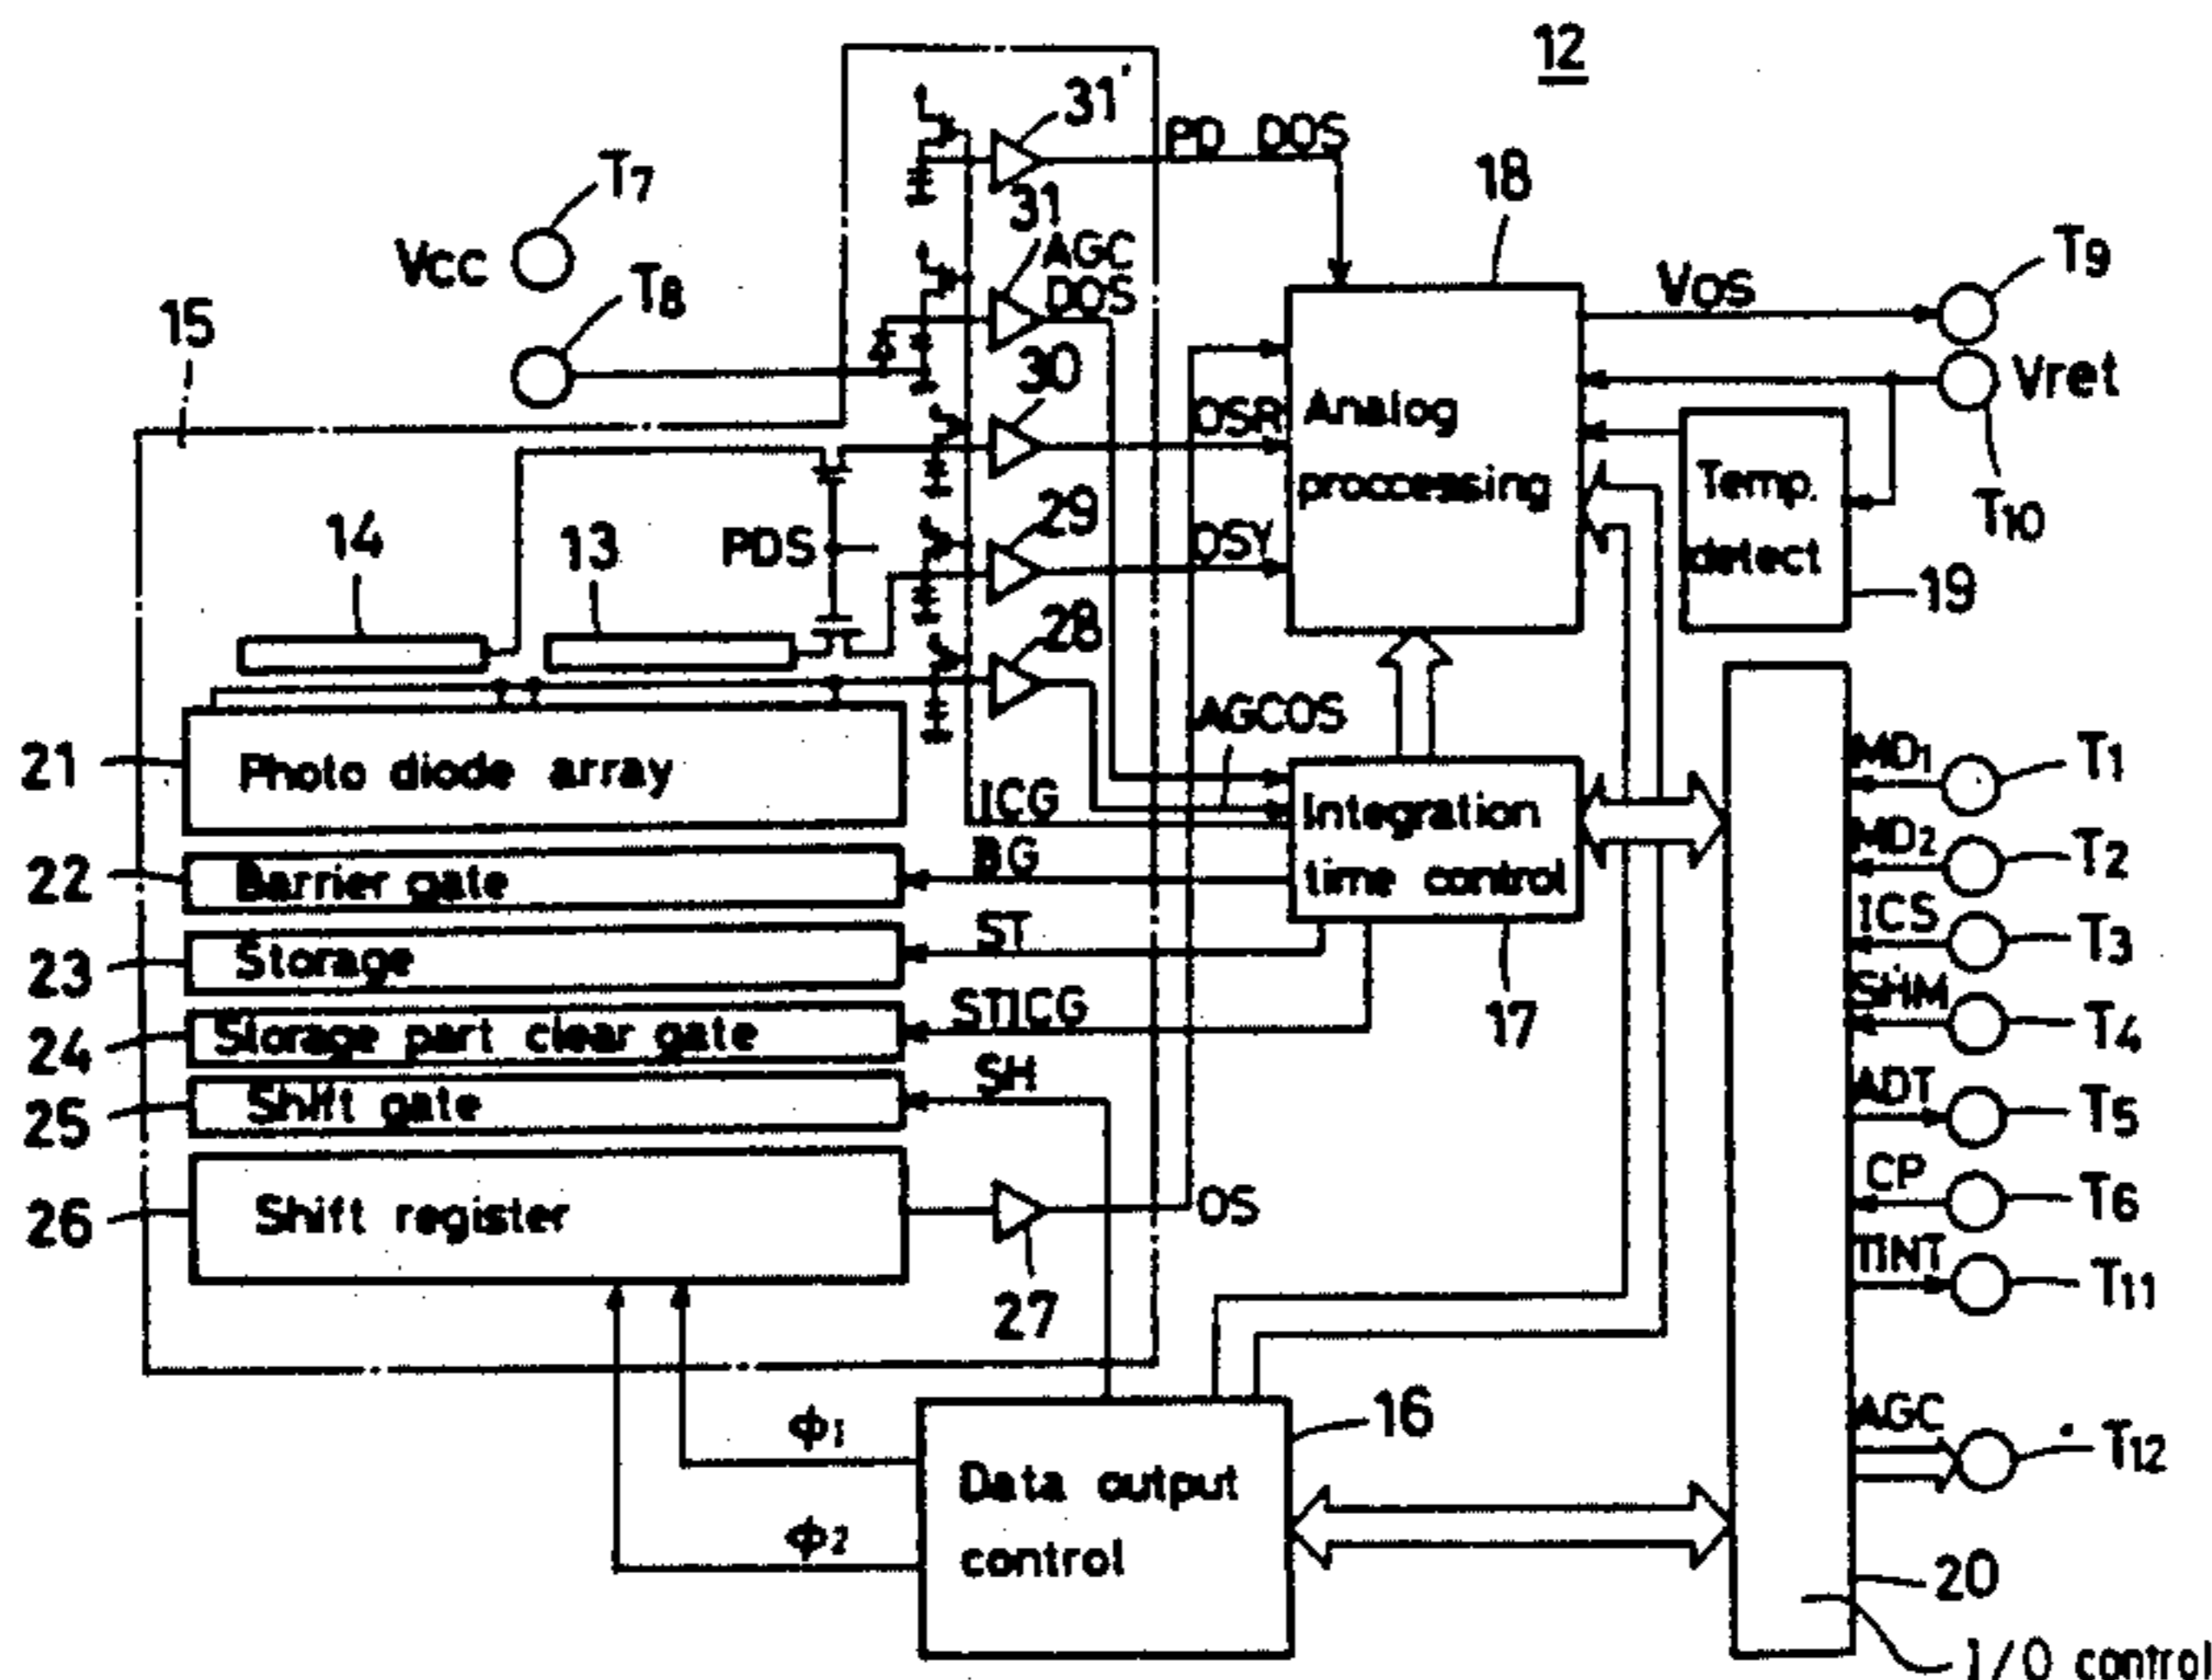 12
31'
PD DOS
T7
Vcc
T8
31
AGC
DOS
18
T9
VOS
15
30
Vret
OSR
Analog
proccessing
T10
Temp.
detect
19
14
13
PDS
29
OSY
28
AGCOS
21
Photo diode array
ICG
Integration
time control
MD1
T1
22
Barrier gate
BG
MD2
T2
23
Storage
ST
ICS
T3
24
Storage part clear gate
STICG
17
SHM
T4
25
Shift gate
SH
ADT
T5
26
Shift register
OS
CP
T6
27
TINT
T11
ϕ1
16
AGC
T12
Data output
control
ϕ2
20
I/O control